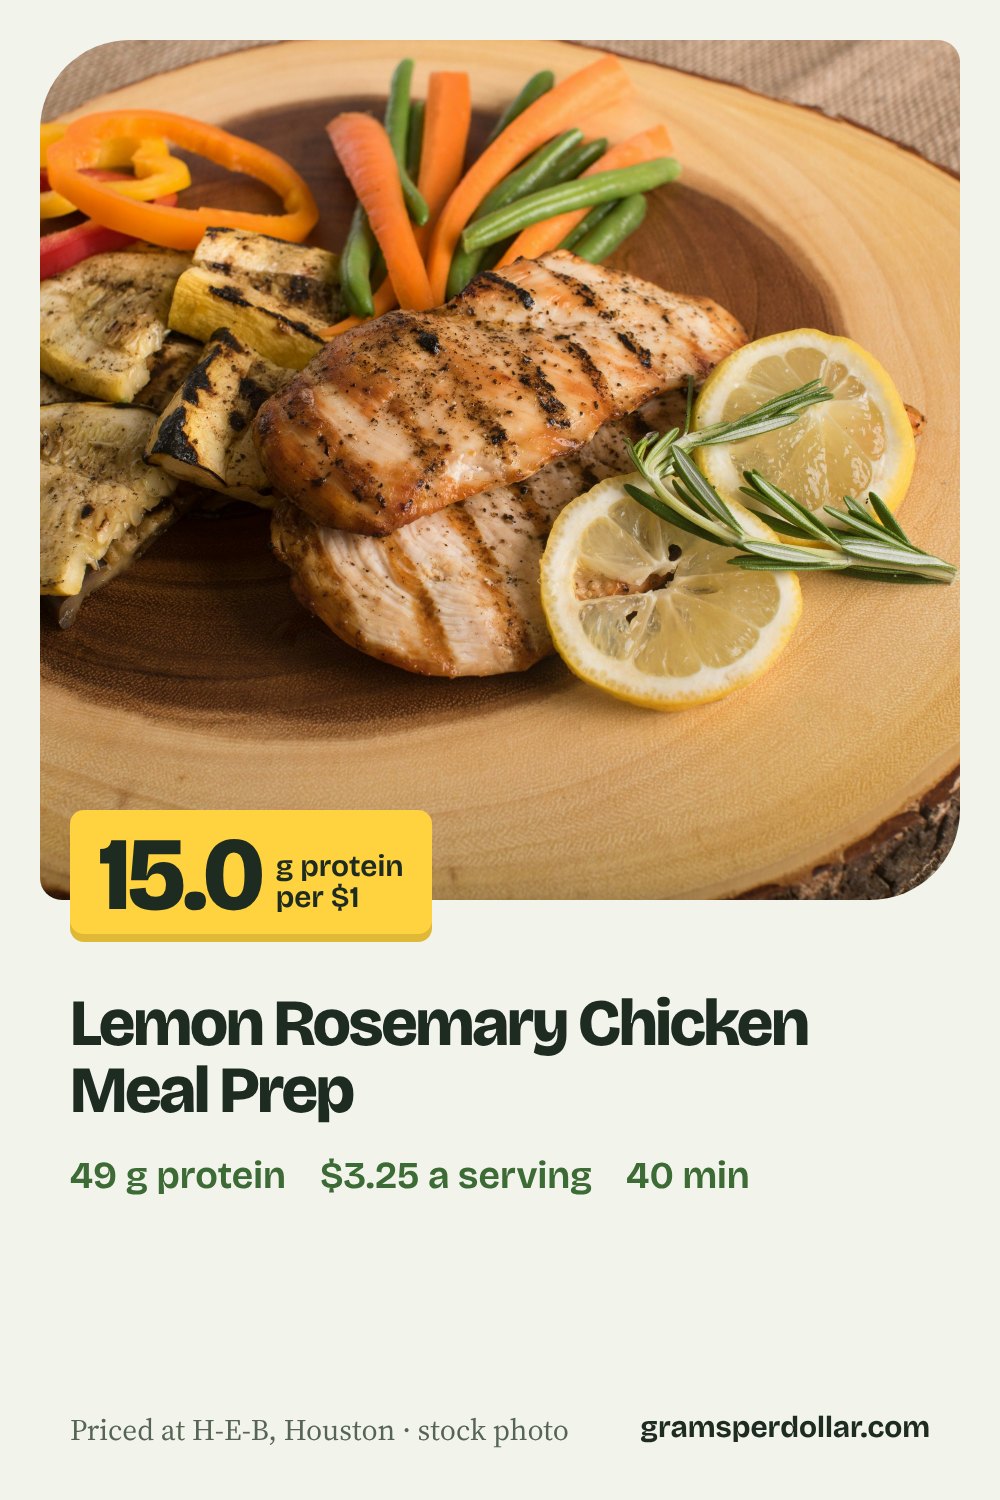 15.0
g protein
per $1
Lemon Rosemary Chicken
Meal Prep
49 g protein $3.25 a serving 40 min
Priced at H-E-B, Houston · stock photo gramsperdollar.com